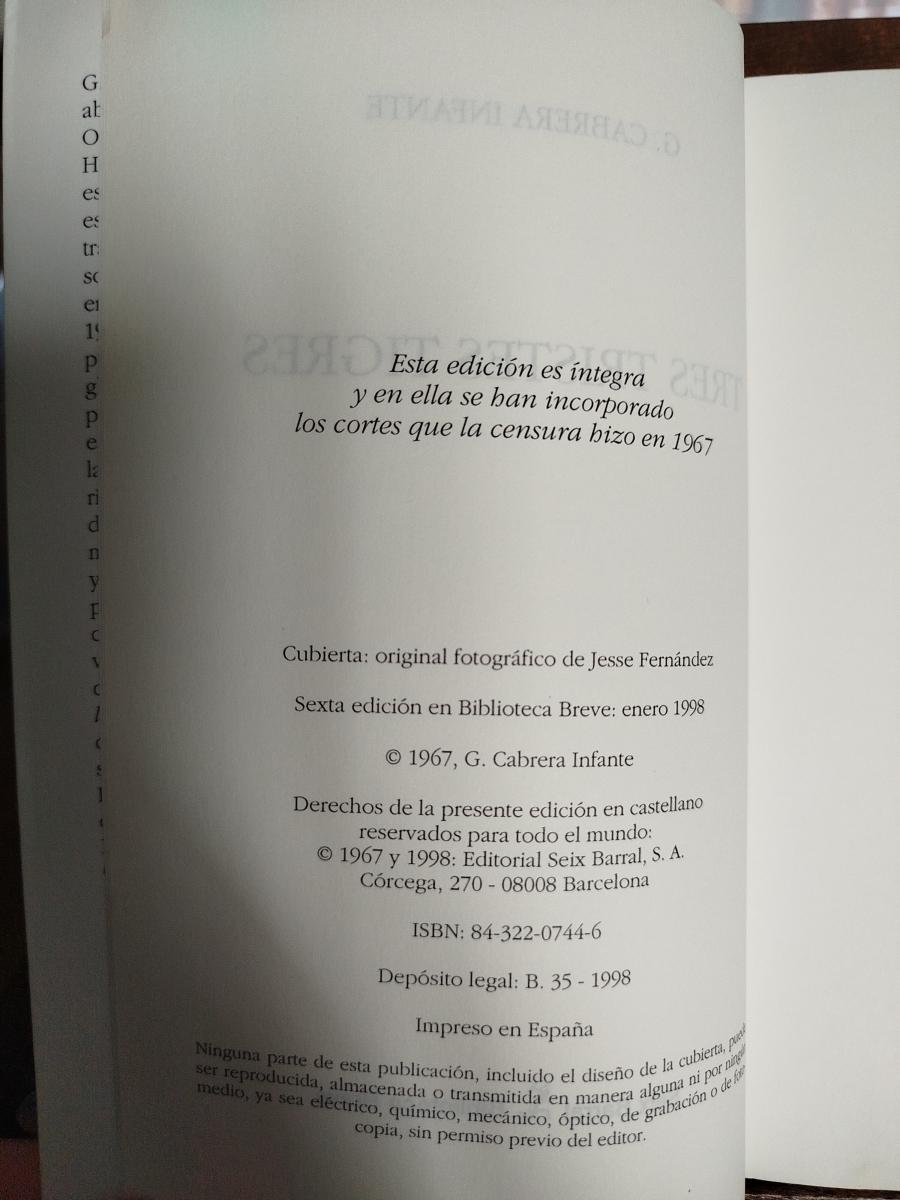 G. CABRERA INFANTE
TRES TRISTES TIGRES
Esta edición es íntegra
y en ella se han incorporado
los cortes que la censura hizo en 1967
Cubierta: original fotográfico de Jesse Fernández
Sexta edición en Biblioteca Breve: enero 1998
© 1967, G. Cabrera Infante
Derechos de la presente edición en castellano
reservados para todo el mundo:
© 1967 y 1998: Editorial Seix Barral, S. A.
Córcega, 270 - 08008 Barcelona
ISBN: 84-322-0744-6
Depósito legal: B. 35 - 1998
Impreso en España
Ninguna parte de esta publicación, incluido el diseño de la cubierta,
ser reproducida, almacenada o transmitida en manera alguna ni por
medio, ya sea eléctrico, químico, mecánico, óptico, de grabación o de
copia, sin permiso previo del editor.